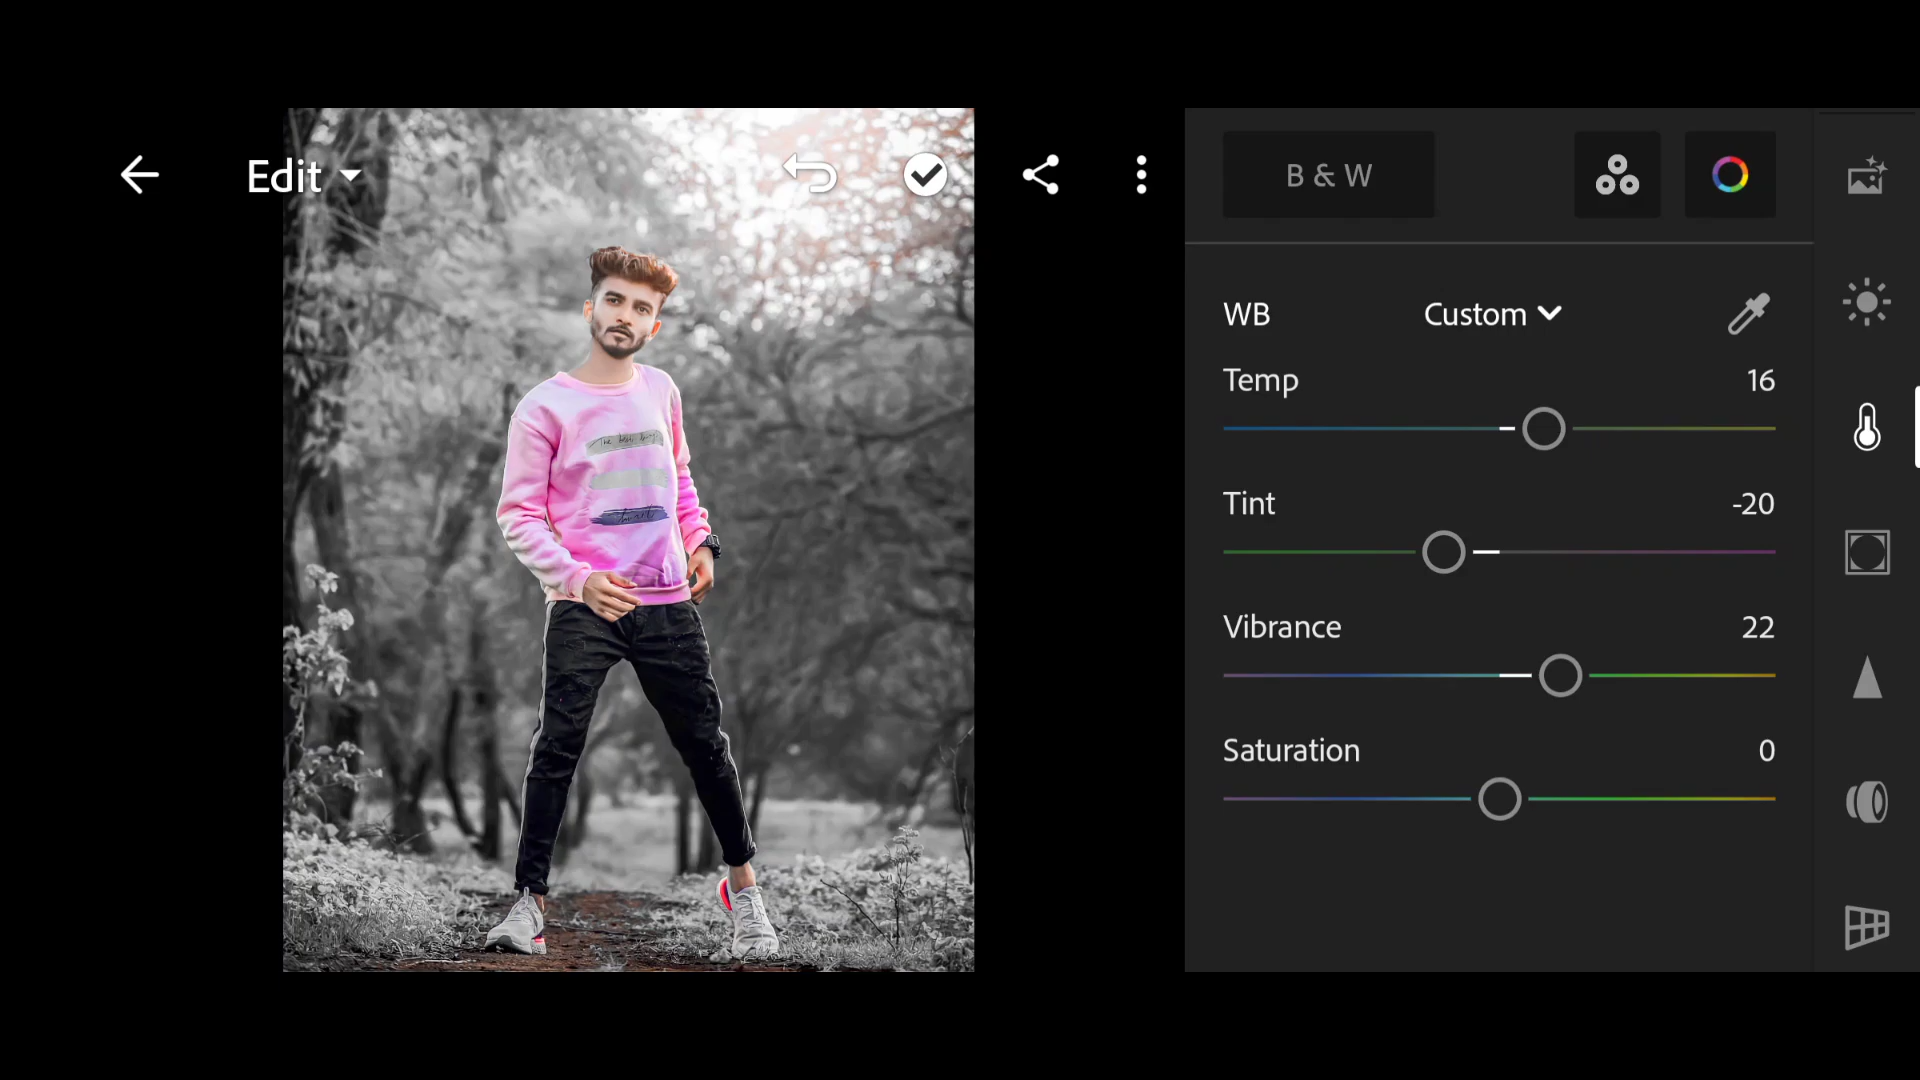 Edit
B & W
WB Custom
Temp 16
Tint -20
Vibrance 22
Saturation 0